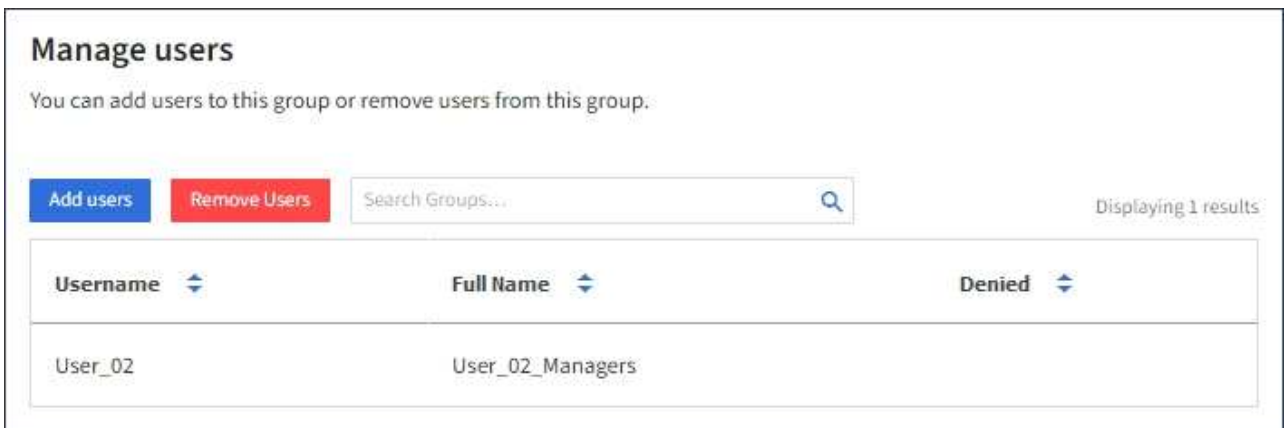 Manage users
You can add users to this group or remove users from this group.
Add users Remove Users Search Groups... Displaying 1 results
Username Full Name Denied
User_02 User_02_Managers